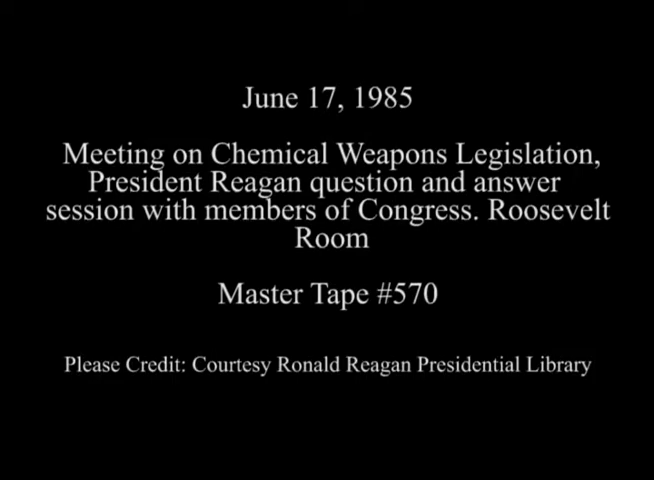 June 17, 1985
Meeting on Chemical Weapons Legislation,
President Reagan question and answer
session with members of Congress. Roosevelt
Room
Master Tape #570
Please Credit: Courtesy Ronald Reagan Presidential Library